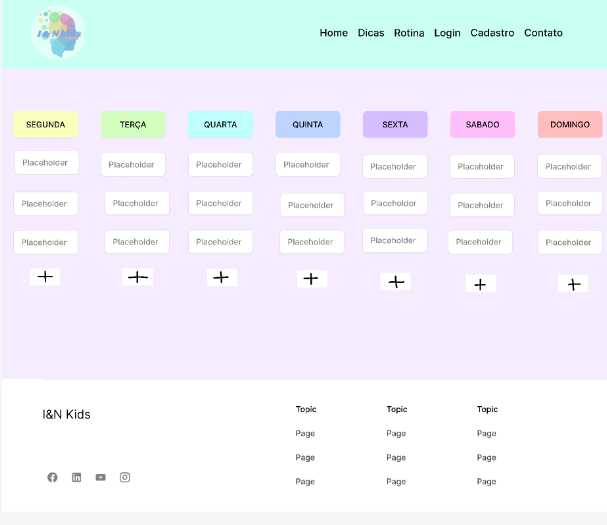 I&N Kids
Home Dicas Rotina Login Cadastro Contato
SEGUNDA TERÇA QUARTA QUINTA SEXTA SABADO DOMINGO
Placeholder Placeholder Placeholder Placeholder Placeholder Placeholder Placeholder
Placeholder Placeholder Placeholder Placeholder Placeholder Placeholder Placeholder
Placeholder Placeholder Placeholder Placeholder Placeholder Placeholder Placeholder
+ + + + + + +
I&N Kids
Topic Topic Topic
Page Page Page
Page Page Page
Page Page Page